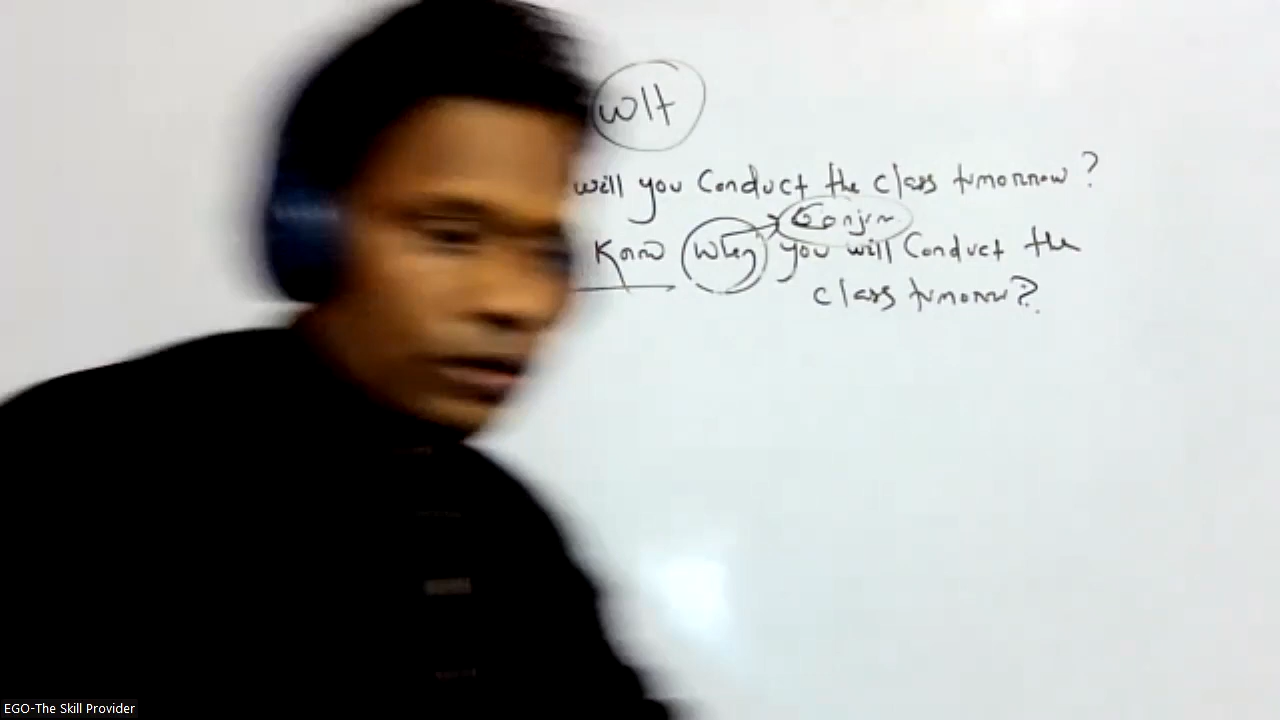 will you Conduct the class tomorrow?
Conjn
Know when you will Conduct the
class tomorrow?
EGO-The Skill Provider